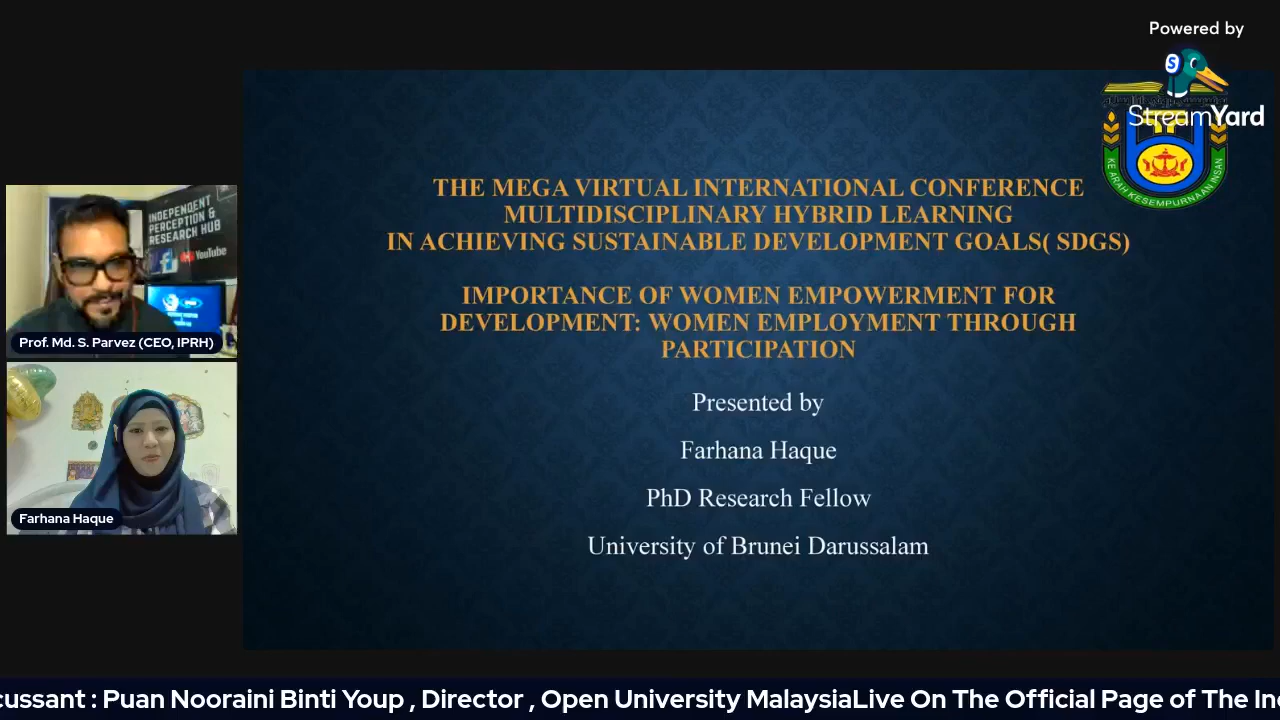 Powered by
StreamYard
THE MEGA VIRTUAL INTERNATIONAL CONFERENCE
MULTIDISCIPLINARY HYBRID LEARNING
IN ACHIEVING SUSTAINABLE DEVELOPMENT GOALS( SDGS)
IMPORTANCE OF WOMEN EMPOWERMENT FOR
DEVELOPMENT: WOMEN EMPLOYMENT THROUGH
PARTICIPATION
Presented by
Farhana Haque
PhD Research Fellow
University of Brunei Darussalam
KE ARAH KESEMPURNAAN INSAN
INDEPENDENT
PERCEPTION &
RESEARCH HUB
YouTube
Prof. Md. S. Parvez (CEO, IPRH)
Farhana Haque
cussant : Puan Nooraini Binti Youp , Director , Open University MalaysiaLive On The Official Page of The In